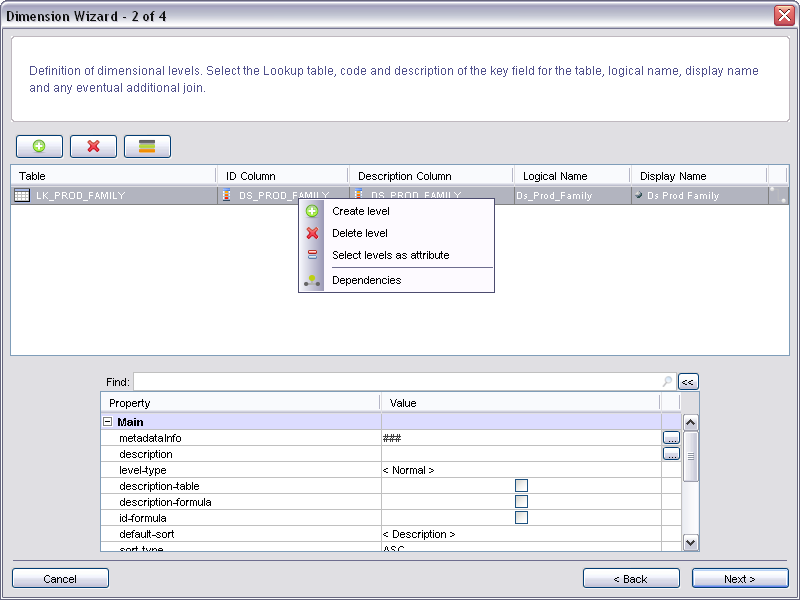 Dimension Wizard - 2 of 4
Definition of dimensional levels. Select the Lookup table, code and description of the key field for the table, logical name, display name
and any eventual additional join.
Table ID Column Description Column Logical Name Display Name
LK_PROD_FAMILY DS_PROD_FAMILY DS_PROD_FAMILY Ds_Prod_Family Ds Prod Family
Create level
Delete level
Select levels as attribute
Dependencies
Find: <<
Property Value
Main
metadataInfo ### ...
description ...
level-type < Normal >
description-table
description-formula
id-formula
default-sort < Description >
sort-type ASC
Cancel < Back Next >